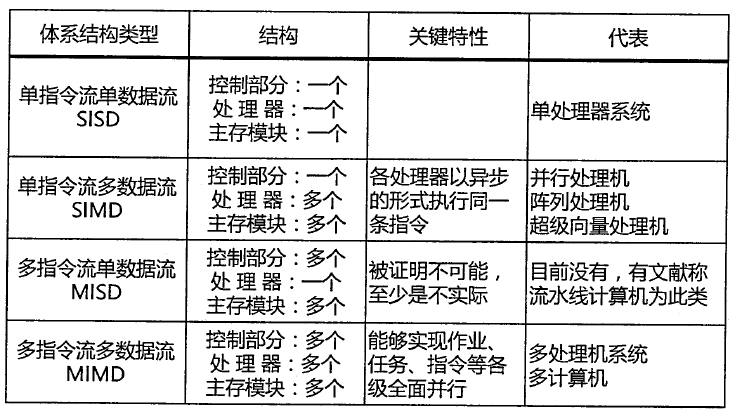 体系结构类型 结构 关键特性 代表
单指令流单数据流
SISD
控制部分：一个
处 理 器：一个
主存模块：一个
单处理器系统
单指令流多数据流
SIMD
控制部分：一个
处 理 器：多个
主存模块：多个
各处理器以异步
的形式执行同一
条指令
并行处理机
阵列处理机
超级向量处理机
多指令流单数据流
MISD
控制部分：多个
处 理 器：一个
主存模块：多个
被证明不可能，
至少是不实际
目前没有，有文献称
流水线计算机为此类
多指令流多数据流
MIMD
控制部分：多个
处 理 器：多个
主存模块：多个
能够实现作业、
任务、指令等各
级全面并行
多处理机系统
多计算机